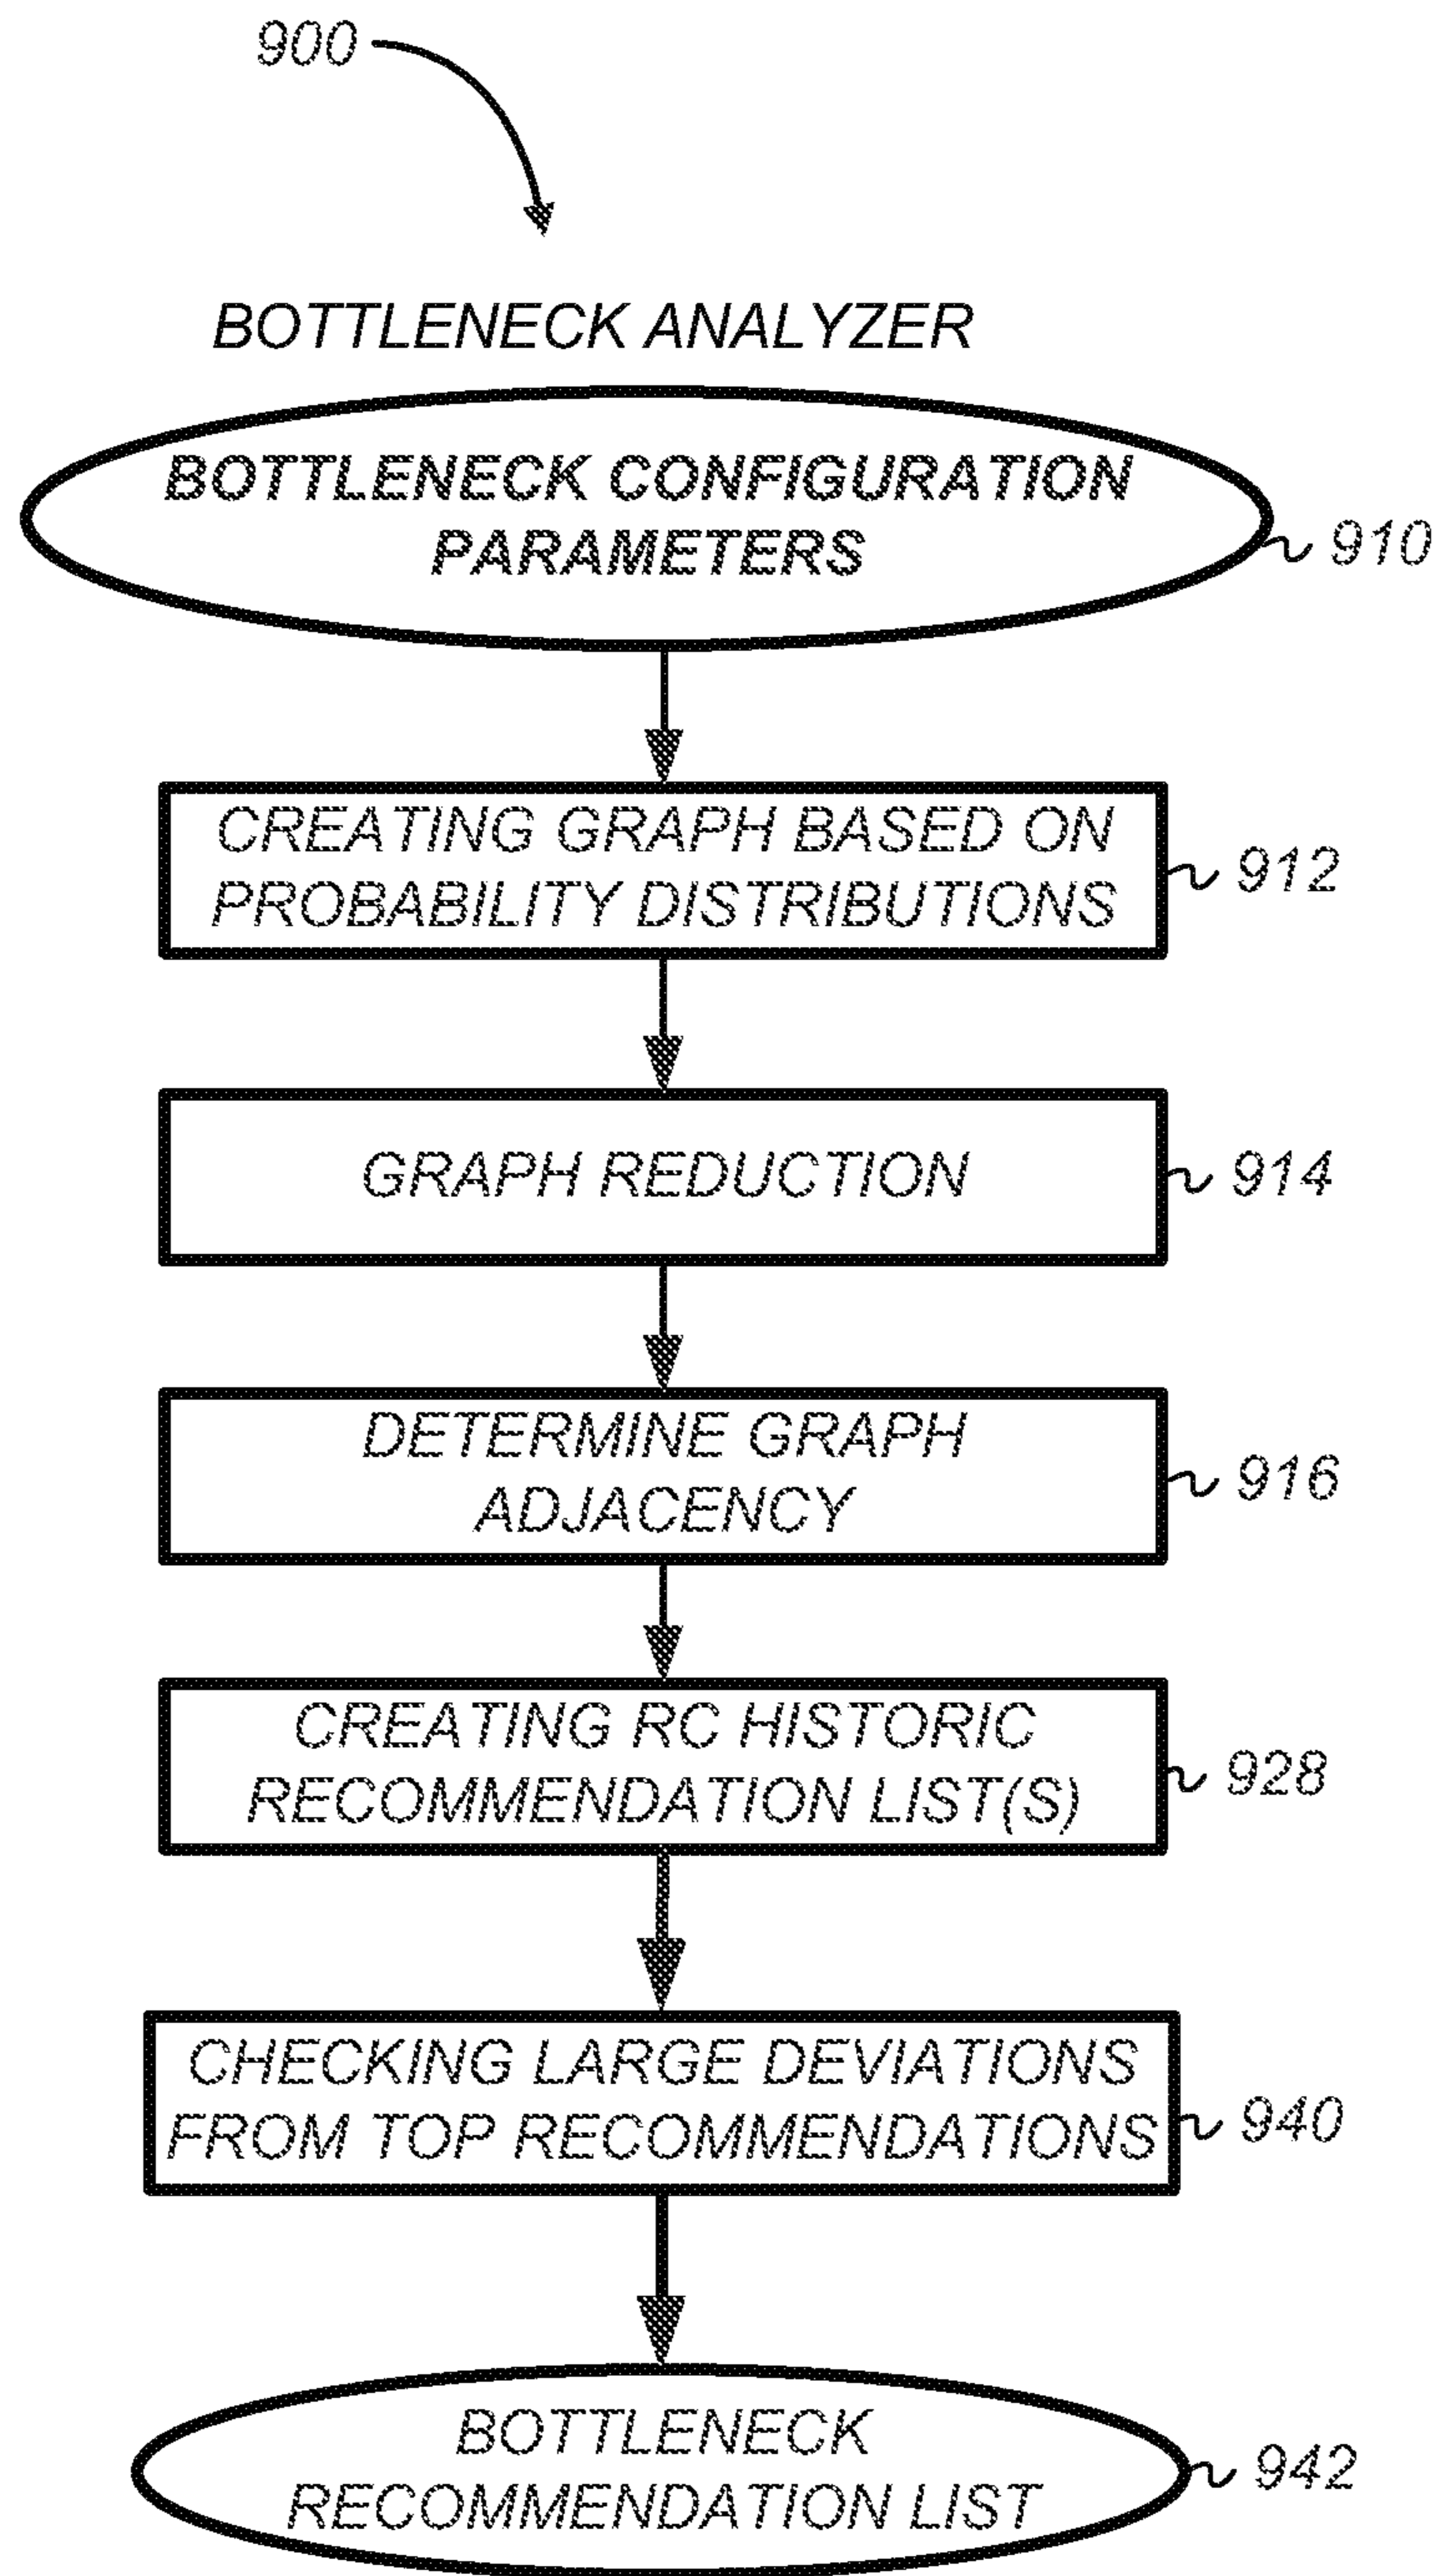 900
BOTTLENECK ANALYZER
BOTTLENECK CONFIGURATION
PARAMETERS
910
CREATING GRAPH BASED ON
PROBABILITY DISTRIBUTIONS
912
GRAPH REDUCTION
914
DETERMINE GRAPH
ADJACENCY
916
CREATING RC HISTORIC
RECOMMENDATION LIST(S)
928
CHECKING LARGE DEVIATIONS
FROM TOP RECOMMENDATIONS
940
BOTTLENECK
RECOMMENDATION LIST
942